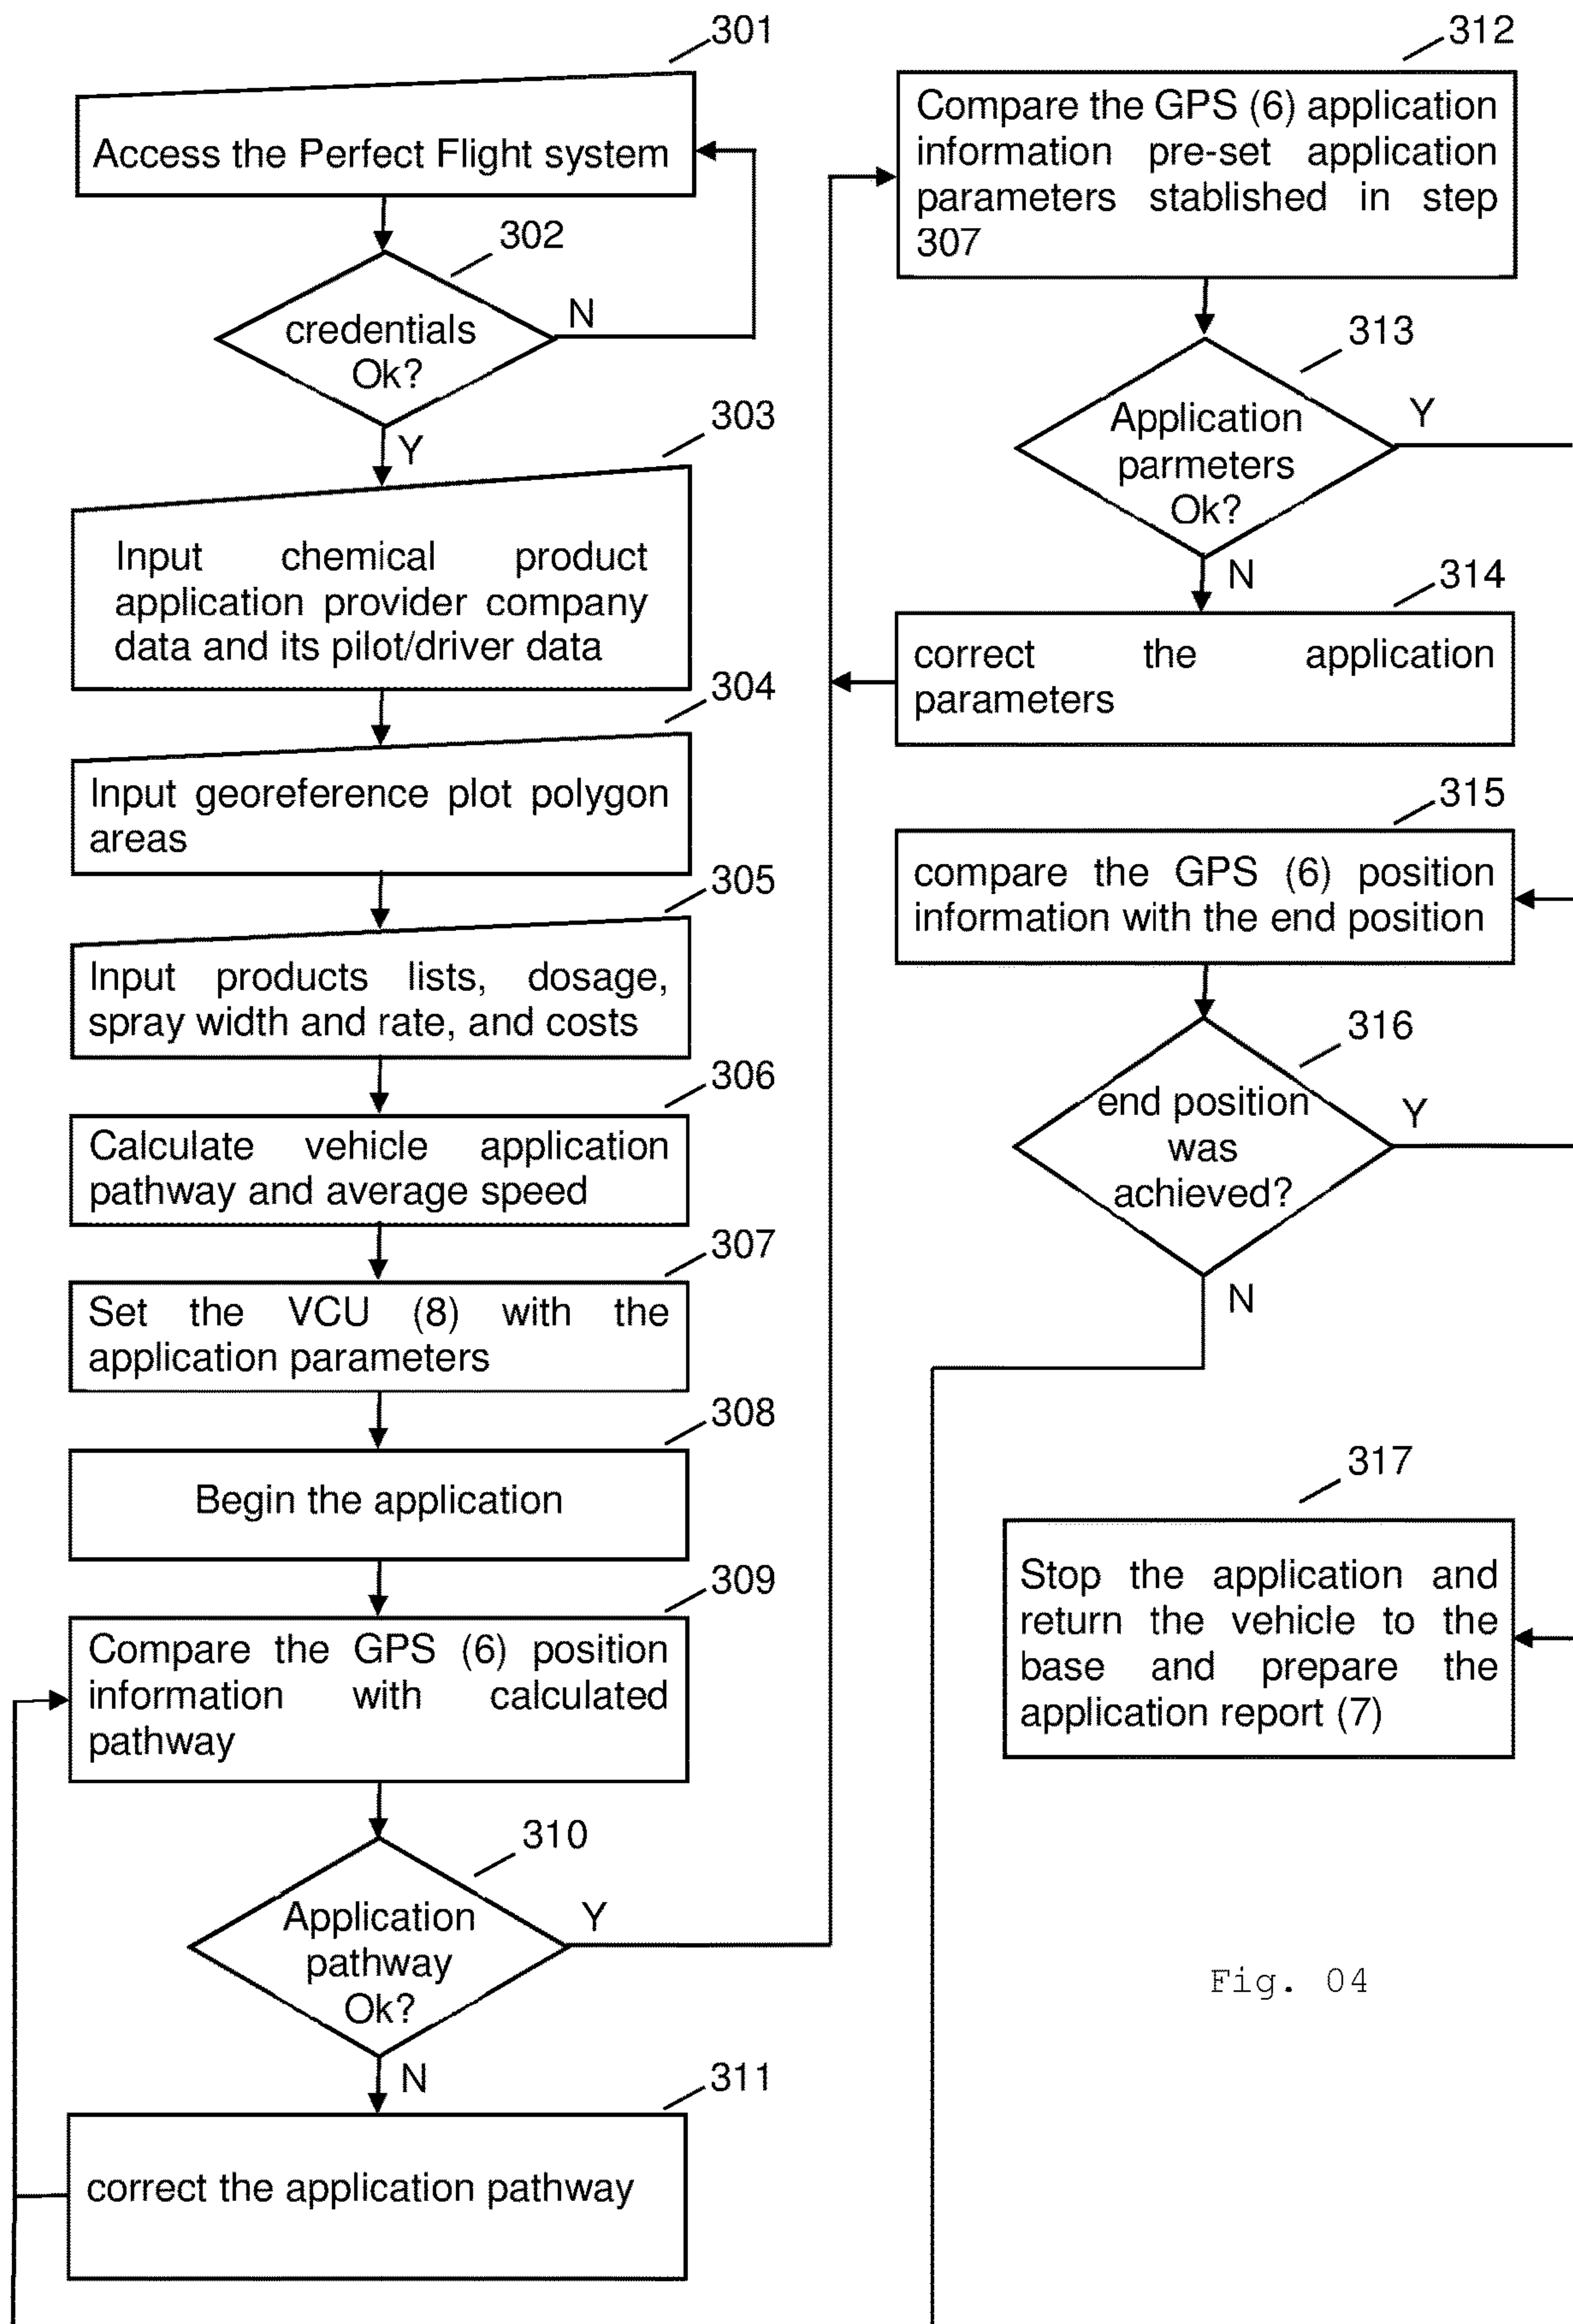 301
Access the Perfect Flight system
302
credentials
Ok?
N
Y
303
Input chemical product
application provider company
data and its pilot/driver data
304
Input georeference plot polygon
areas
305
Input products lists, dosage,
spray width and rate, and costs
306
Calculate vehicle application
pathway and average speed
307
Set the VCU (8) with the
application parameters
308
Begin the application
309
Compare the GPS (6) position
information with calculated
pathway
310
Application
pathway
Ok?
Y
N
311
correct the application pathway
312
Compare the GPS (6) application
information pre-set application
parameters stablished in step
307
313
Application
parmeters
Ok?
Y
N
314
correct the application
parameters
315
compare the GPS (6) position
information with the end position
316
end position
was
achieved?
Y
N
317
Stop the application and
return the vehicle to the
base and prepare the
application report (7)
Fig. 04